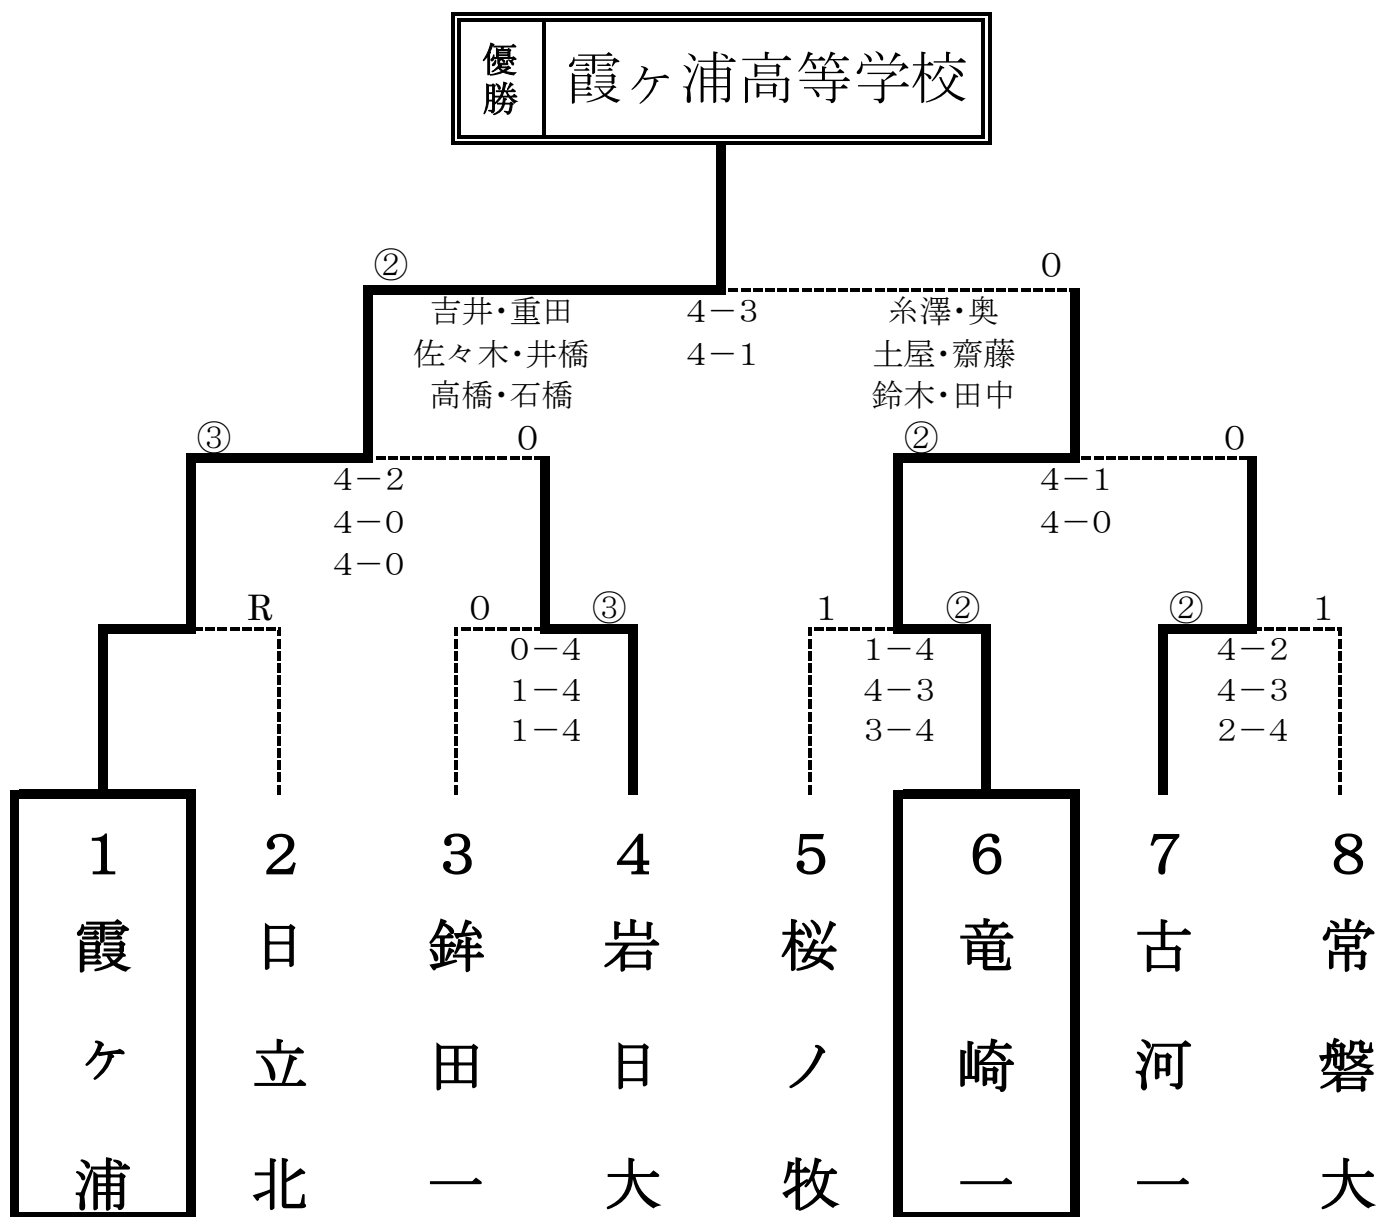 優勝
霞ヶ浦高等学校
② 0
吉井・重田 4－3 糸澤・奥
佐々木・井橋 4－1 土屋・齋藤
高橋・石橋 鈴木・田中
③ 0 ② 0
4－2 4－1
4－0 4－0
4－0
R 0 ③ 1 ② ② 1
0－4 1－4 4－2
1－4 4－3 4－3
1－4 3－4 2－4
1 2 3 4 5 6 7 8
霞ヶ浦
日立北
鉾田一
岩日大
桜ノ牧
竜崎一
古河一
常磐大